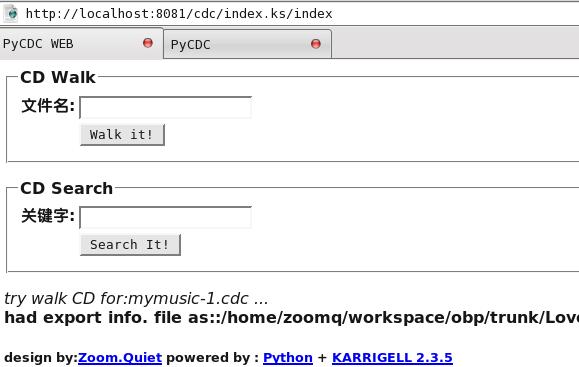 http://localhost:8081/cdc/index.ks/index
PyCDC WEB PyCDC
CD Walk
文件名:
Walk it!
CD Search
关键字:
Search It!
try walk CD for:mymusic-1.cdc ...
had export info. file as::/home/zoomq/workspace/obp/trunk/Love
design by:Zoom.Quiet powered by : Python + KARRIGELL 2.3.5